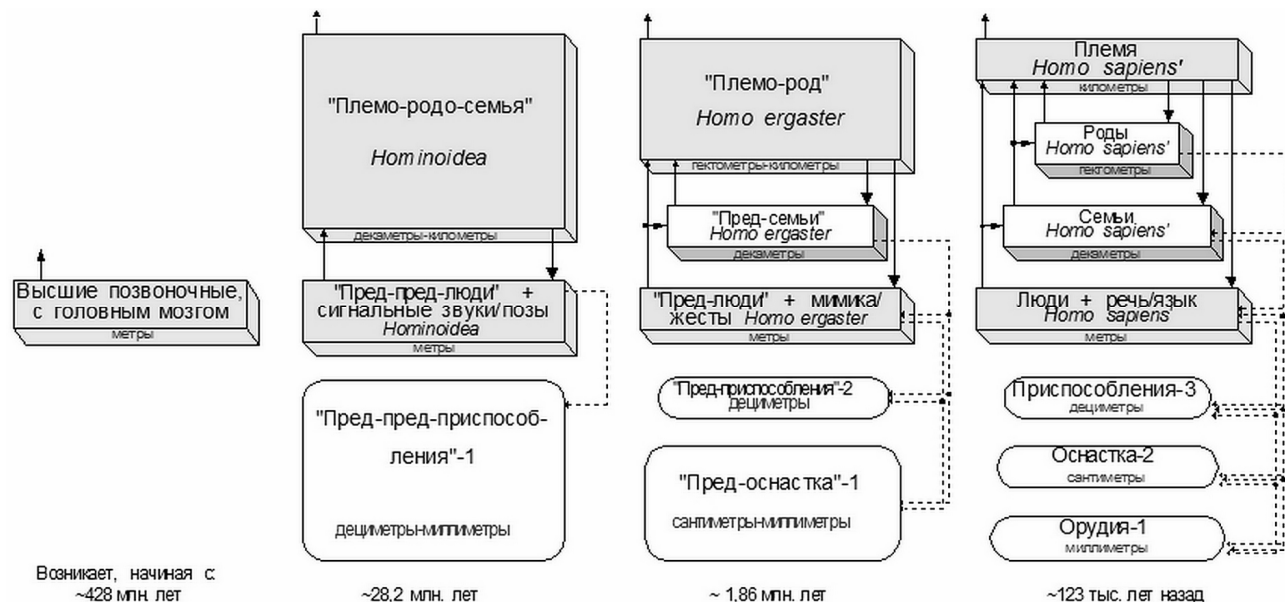 Высшие позвоночные,
с головным мозгом
метры
Возникает, начиная с:
~428 млн. лет
"Племо-родо-семья"
Hominoidea
декаметры-километры
"Пред-пред-люди" +
сигнальные звуки/позы
Hominoidea
метры
"Пред-пред-приспособ-
ления"-1
дециметры-миллиметры
~28,2 млн. лет
"Племо-род"
Homo ergaster
гектометры-километры
"Пред-семьи"
Homo ergaster
декаметры
"Пред-люди" + мимика/
жесты Homo ergaster
метры
"Пред-приспособления"-2
дециметры
"Пред-оснастка"-1
сантиметры-миллиметры
~ 1,86 млн. лет
Племя
Homo sapiens'
километры
Роды
Homo sapiens'
гектометры
Семьи
Homo sapiens'
декаметры
Люди + речь/язык
Homo sapiens'
метры
Приспособления-3
дециметры
Оснастка-2
сантиметры
Орудия-1
миллиметры
~123 тыс. лет назад